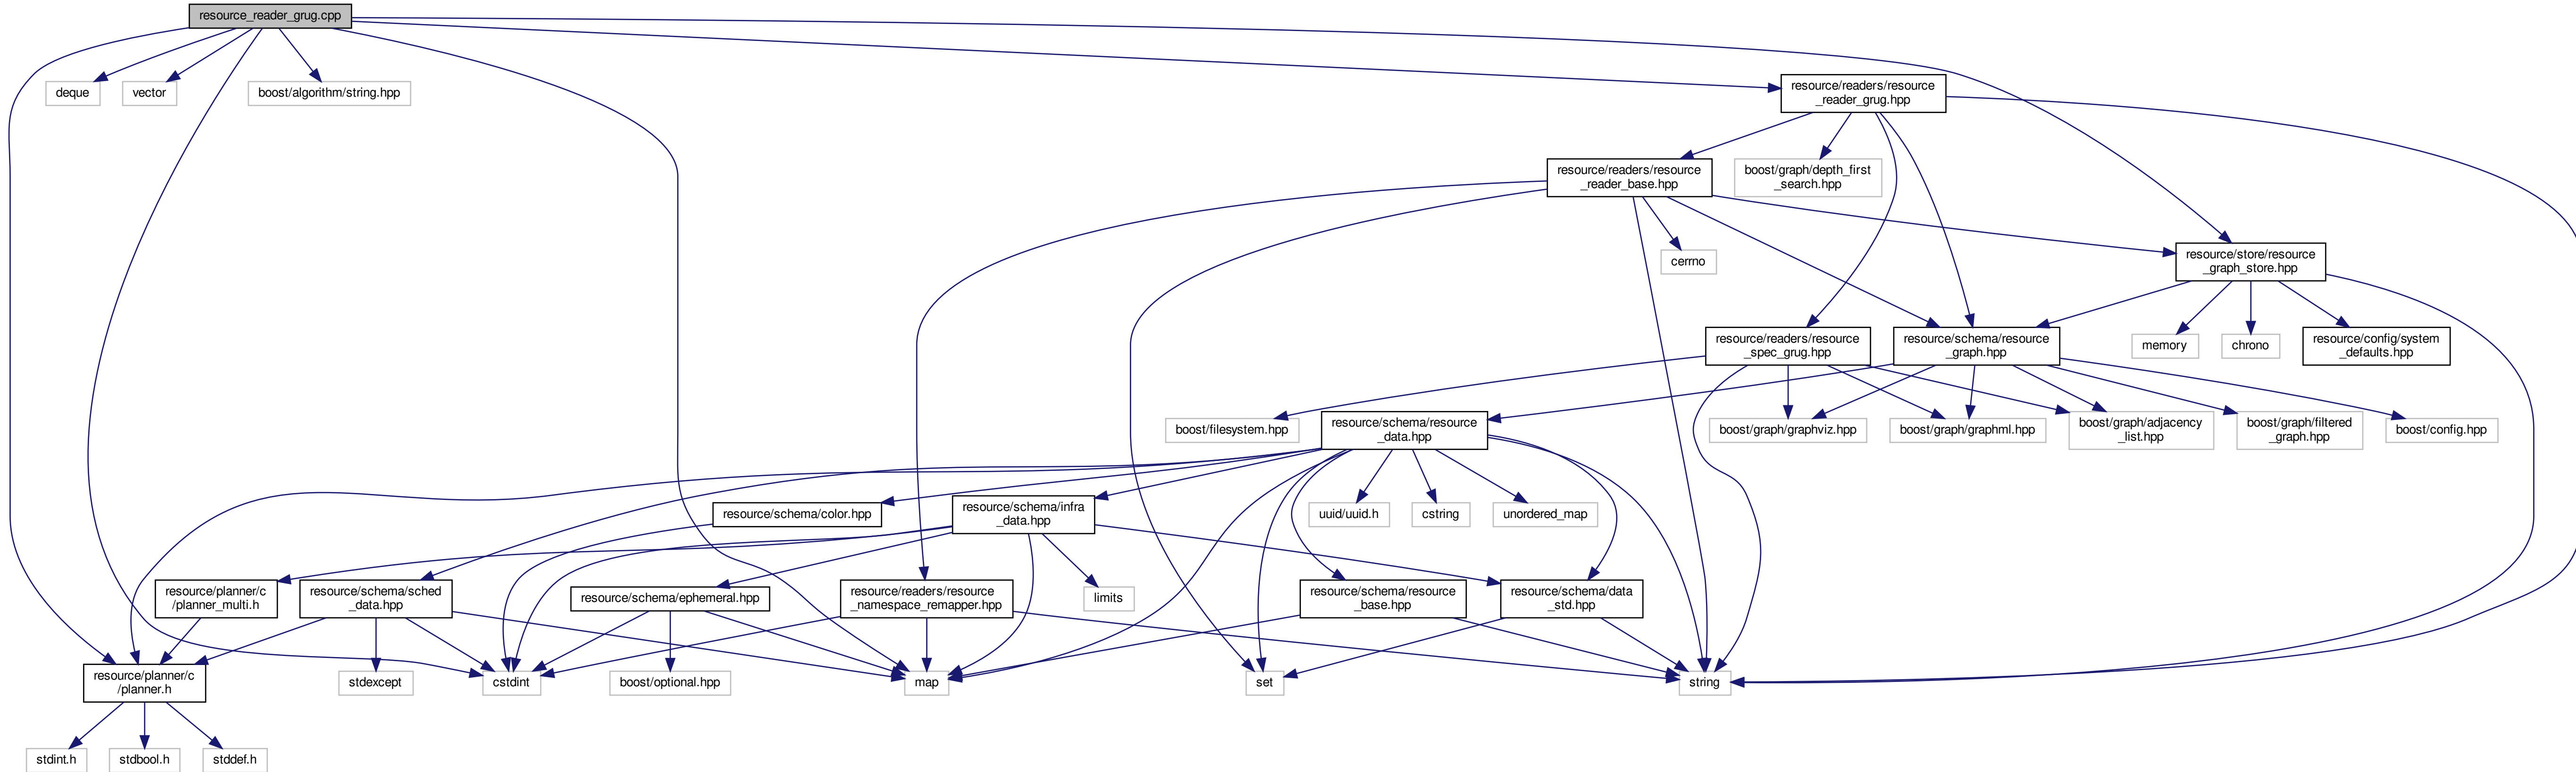 resource_reader_grug.cpp
deque
vector
boost/algorithm/string.hpp
resource/readers/resource
_reader_grug.hpp
resource/readers/resource
_reader_base.hpp
boost/graph/depth_first
_search.hpp
cerrno
resource/store/resource
_graph_store.hpp
resource/readers/resource
_spec_grug.hpp
resource/schema/resource
_graph.hpp
memory
chrono
resource/config/system
_defaults.hpp
boost/filesystem.hpp
resource/schema/resource
_data.hpp
boost/graph/graphviz.hpp
boost/graph/graphml.hpp
boost/graph/adjacency
_list.hpp
boost/graph/filtered
_graph.hpp
boost/config.hpp
resource/schema/color.hpp
resource/schema/infra
_data.hpp
uuid/uuid.h
cstring
unordered_map
resource/planner/c
/planner_multi.h
resource/schema/sched
_data.hpp
resource/schema/ephemeral.hpp
resource/readers/resource
_namespace_remapper.hpp
limits
resource/schema/resource
_base.hpp
resource/schema/data
_std.hpp
resource/planner/c
/planner.h
stdexcept
cstdint
boost/optional.hpp
map
set
string
stdint.h
stdbool.h
stddef.h